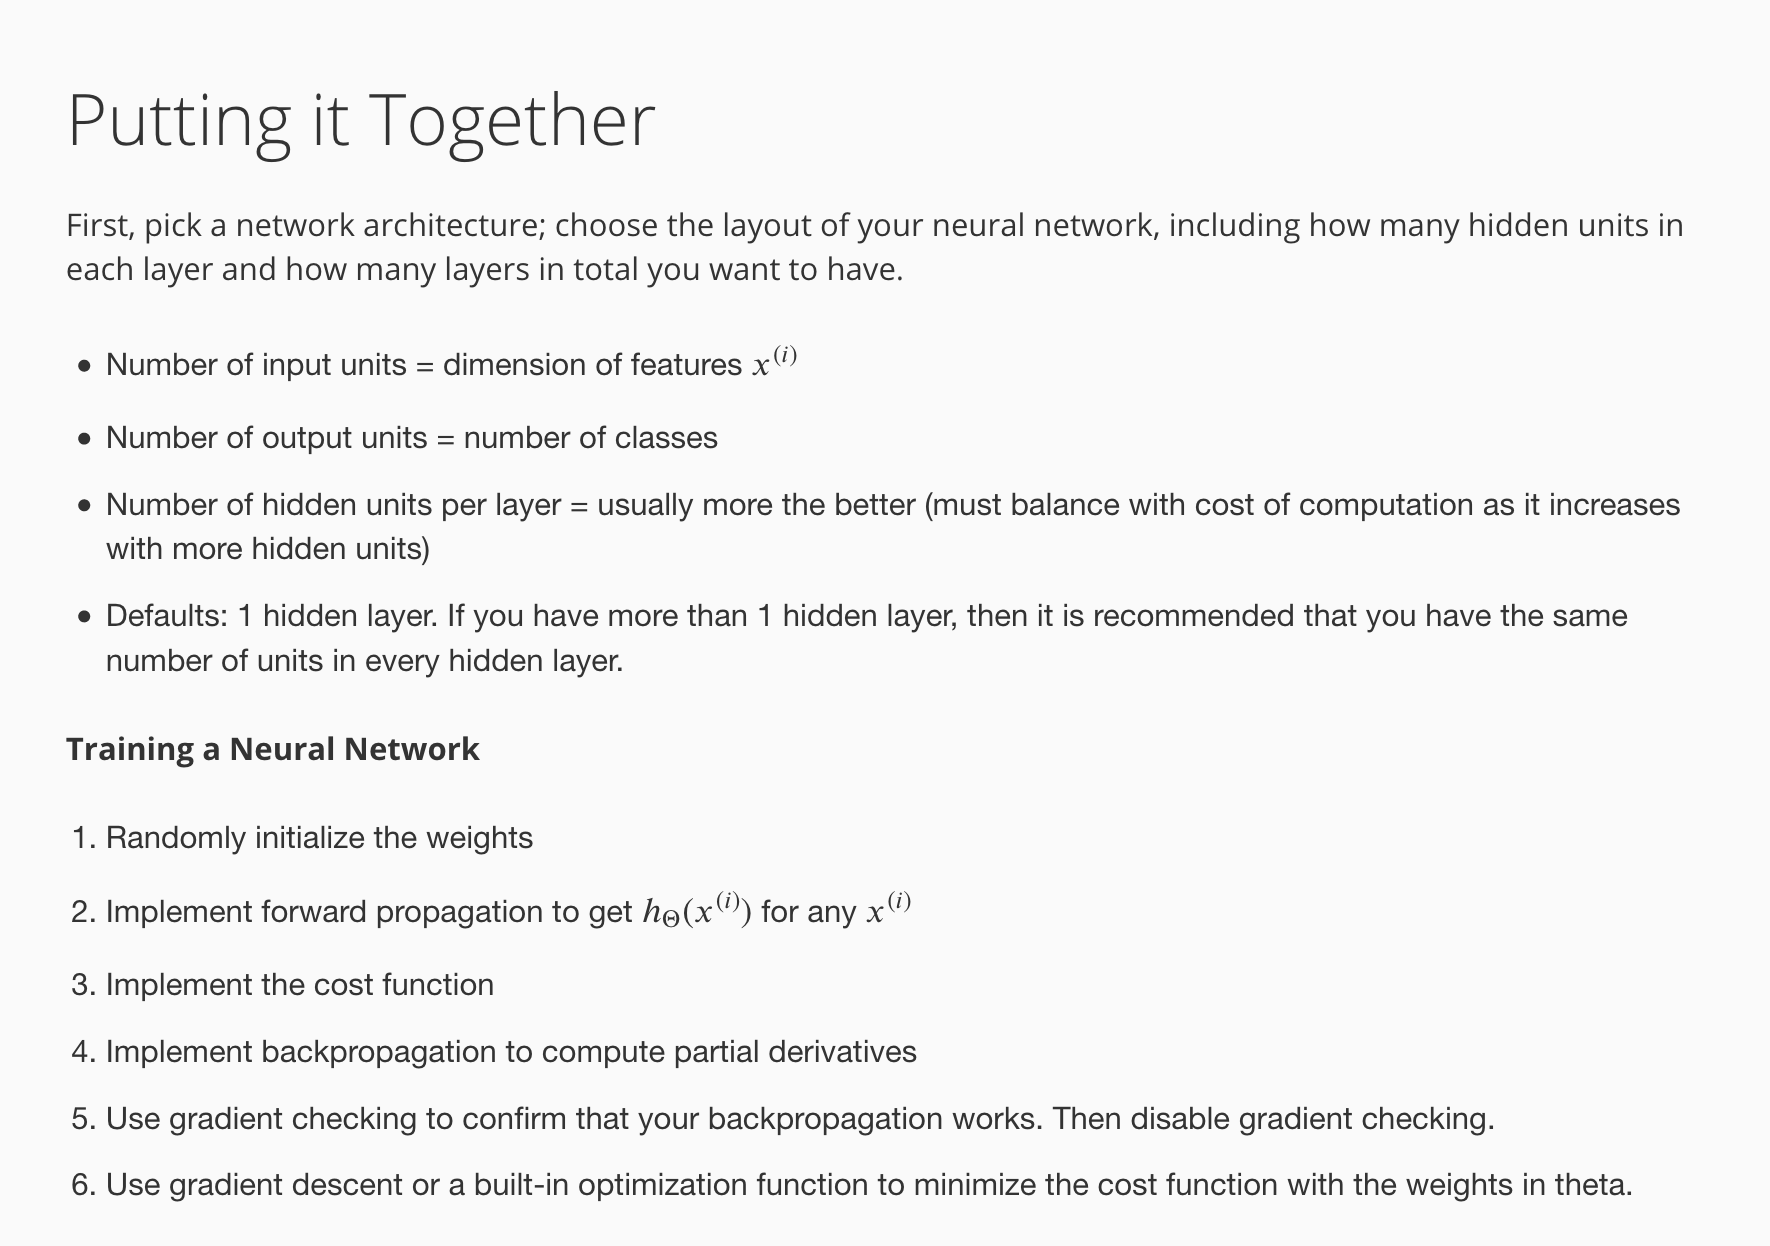 Putting it Together
First, pick a network architecture; choose the layout of your neural network, including how many hidden units in
each layer and how many layers in total you want to have.
• Number of input units = dimension of features x^(i)
• Number of output units = number of classes
• Number of hidden units per layer = usually more the better (must balance with cost of computation as it increases
with more hidden units)
• Defaults: 1 hidden layer. If you have more than 1 hidden layer, then it is recommended that you have the same
number of units in every hidden layer.
Training a Neural Network
1. Randomly initialize the weights
2. Implement forward propagation to get h_Θ(x^(i)) for any x^(i)
3. Implement the cost function
4. Implement backpropagation to compute partial derivatives
5. Use gradient checking to confirm that your backpropagation works. Then disable gradient checking.
6. Use gradient descent or a built-in optimization function to minimize the cost function with the weights in theta.